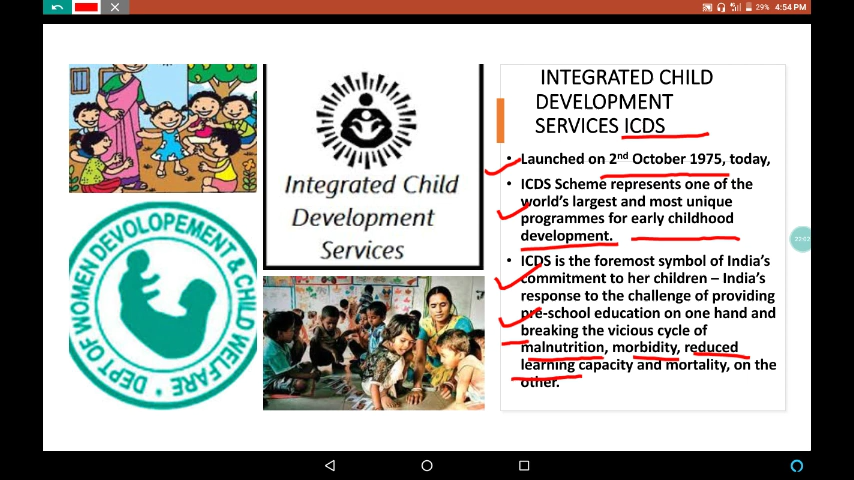 29% 4:54 PM
INTEGRATED CHILD
DEVELOPMENT
SERVICES ICDS
• Launched on 2nd October 1975, today,
• ICDS Scheme represents one of the
world's largest and most unique
programmes for early childhood
development.
• ICDS is the foremost symbol of India's
commitment to her children – India's
response to the challenge of providing
pre-school education on one hand and
breaking the vicious cycle of
malnutrition, morbidity, reduced
learning capacity and mortality, on the
other.
Integrated Child
Development
Services
DEPT OF WOMEN DEVOLOPEMENT & CHILD WELFARE